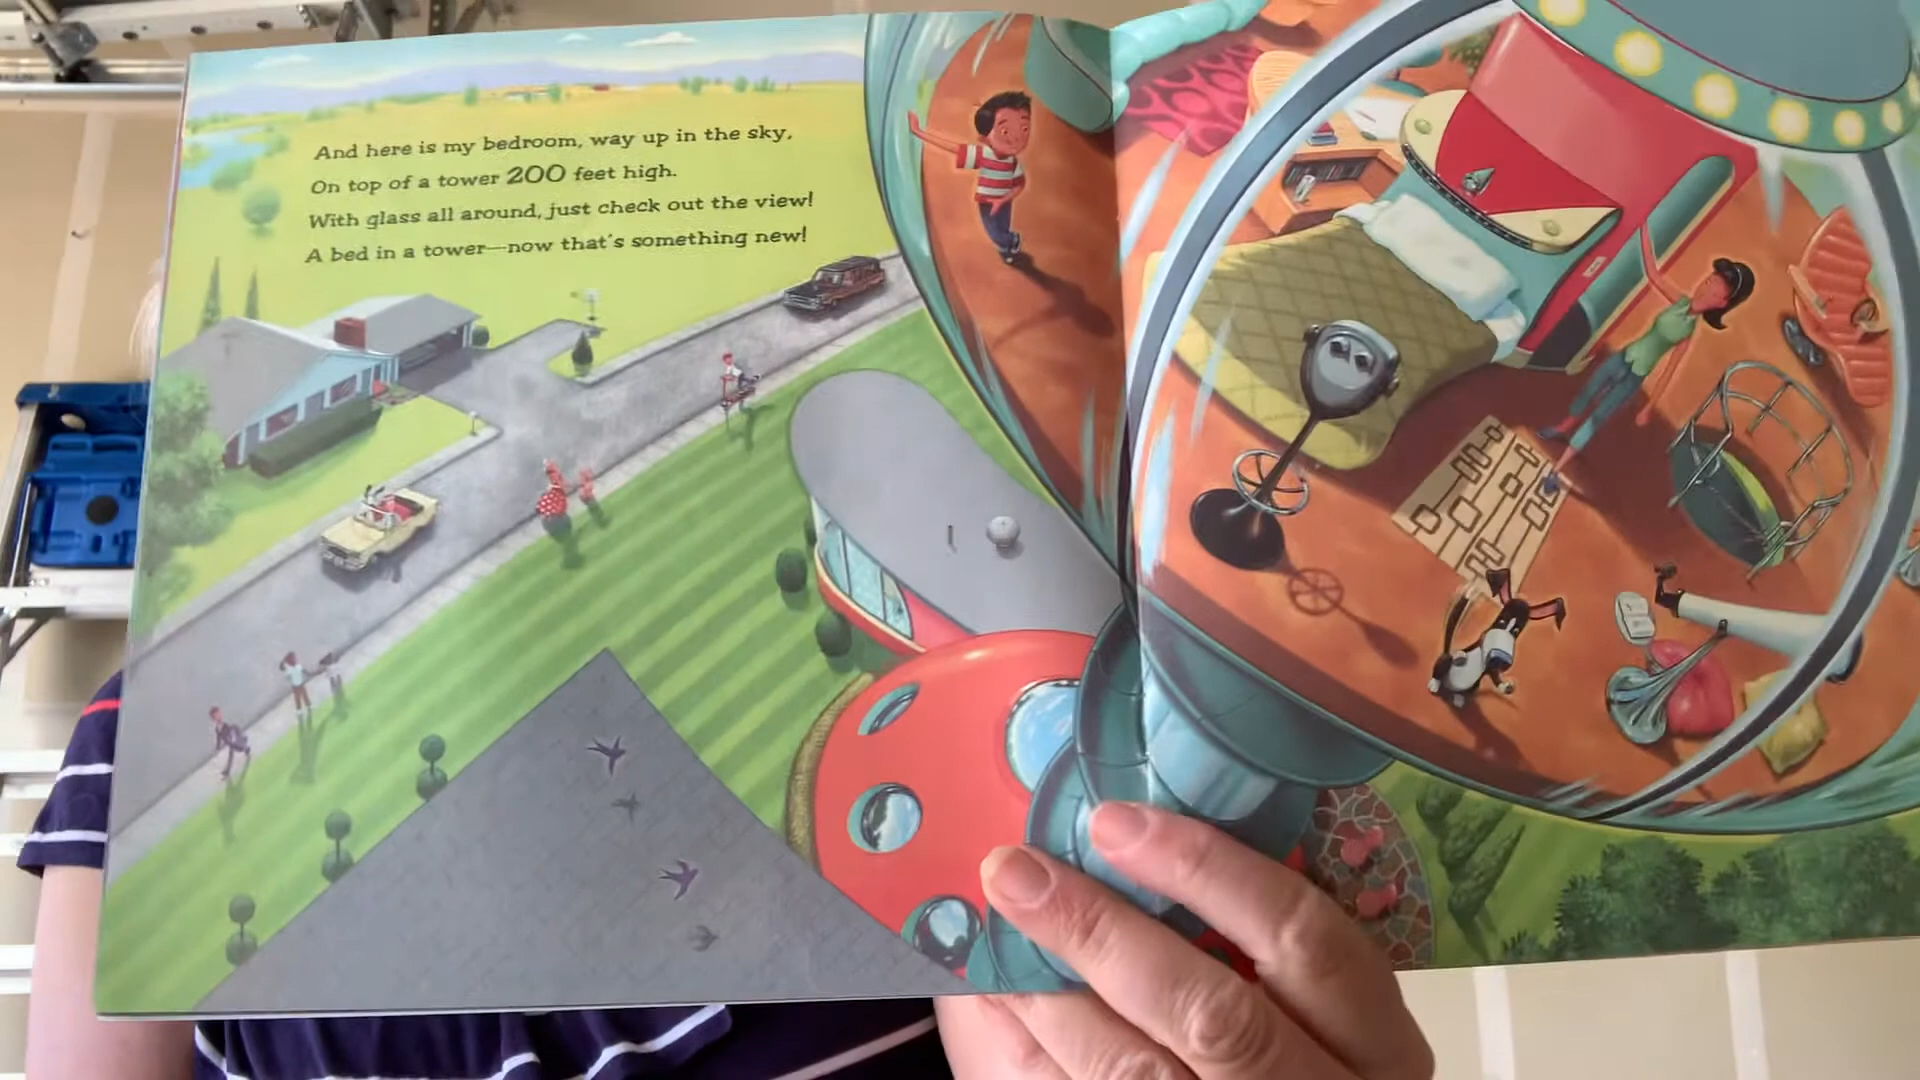 And here is my bedroom, way up in the sky,
On top of a tower 200 feet high.
With glass all around, just check out the view!
A bed in a tower—now that's something new!